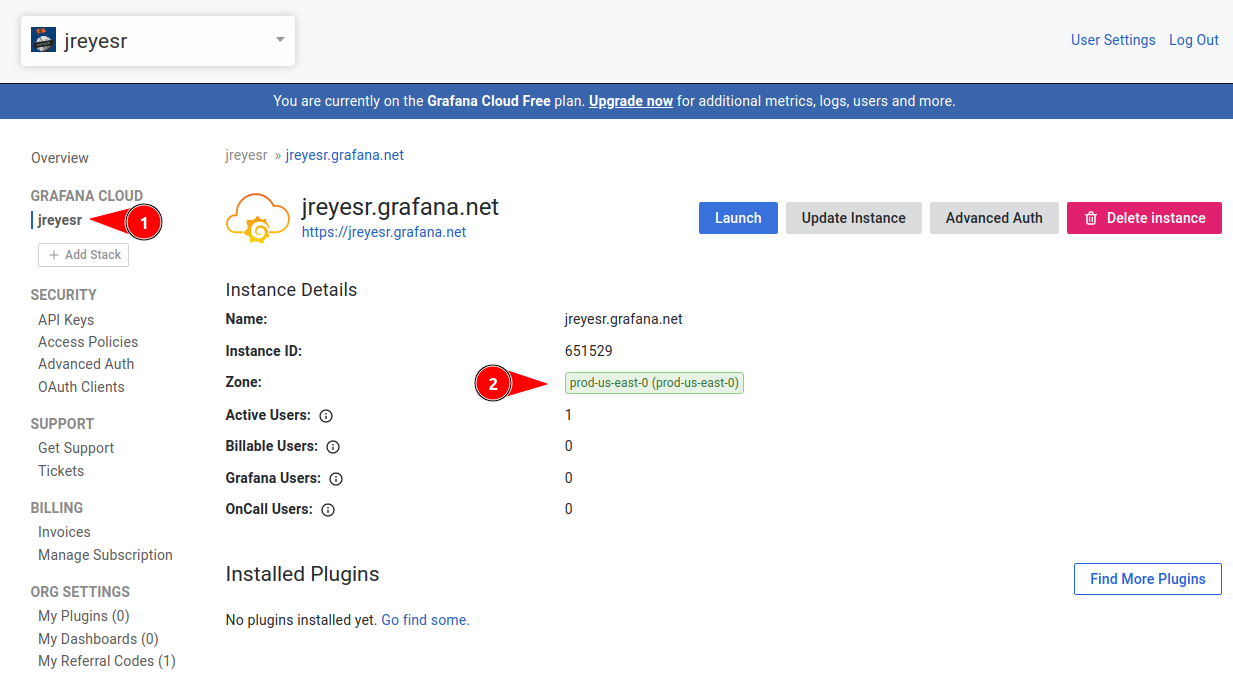 jreyesr
User Settings Log Out
You are currently on the Grafana Cloud Free plan. Upgrade now for additional metrics, logs, users and more.
Overview
GRAFANA CLOUD
jreyesr
1
+ Add Stack
SECURITY
API Keys
Access Policies
Advanced Auth
OAuth Clients
SUPPORT
Get Support
Tickets
BILLING
Invoices
Manage Subscription
ORG SETTINGS
My Plugins (0)
My Dashboards (0)
My Referral Codes (1)
jreyesr » jreyesr.grafana.net
jreyesr.grafana.net
https://jreyesr.grafana.net
Launch Update Instance Advanced Auth Delete instance
Instance Details
Name: jreyesr.grafana.net
Instance ID: 651529
Zone: 2 prod-us-east-0 (prod-us-east-0)
Active Users: 1
Billable Users: 0
Grafana Users: 0
OnCall Users: 0
Installed Plugins
Find More Plugins
No plugins installed yet. Go find some.